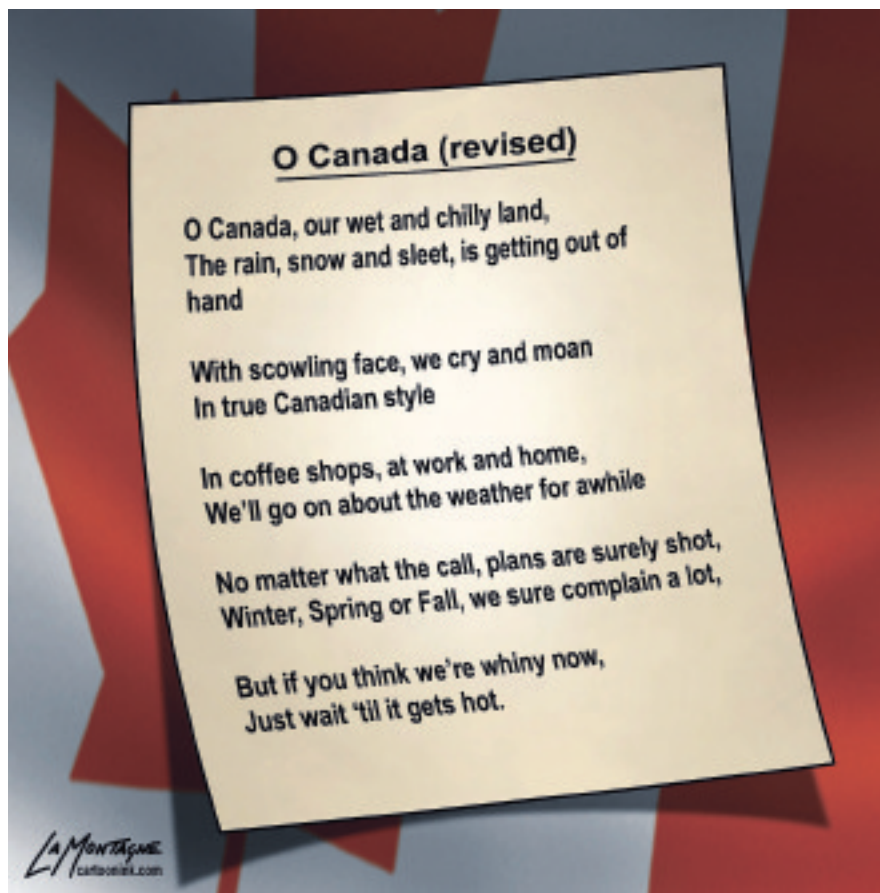 O Canada (revised)
O Canada, our wet and chilly land,
The rain, snow and sleet, is getting out of
hand
With scowling face, we cry and moan
In true Canadian style
In coffee shops, at work and home,
We'll go on about the weather for awhile
No matter what the call, plans are surely shot,
Winter, Spring or Fall, we sure complain a lot,
But if you think we're whiny now,
Just wait ‘til it gets hot.
LAMONTAGNE
cartoonink.com